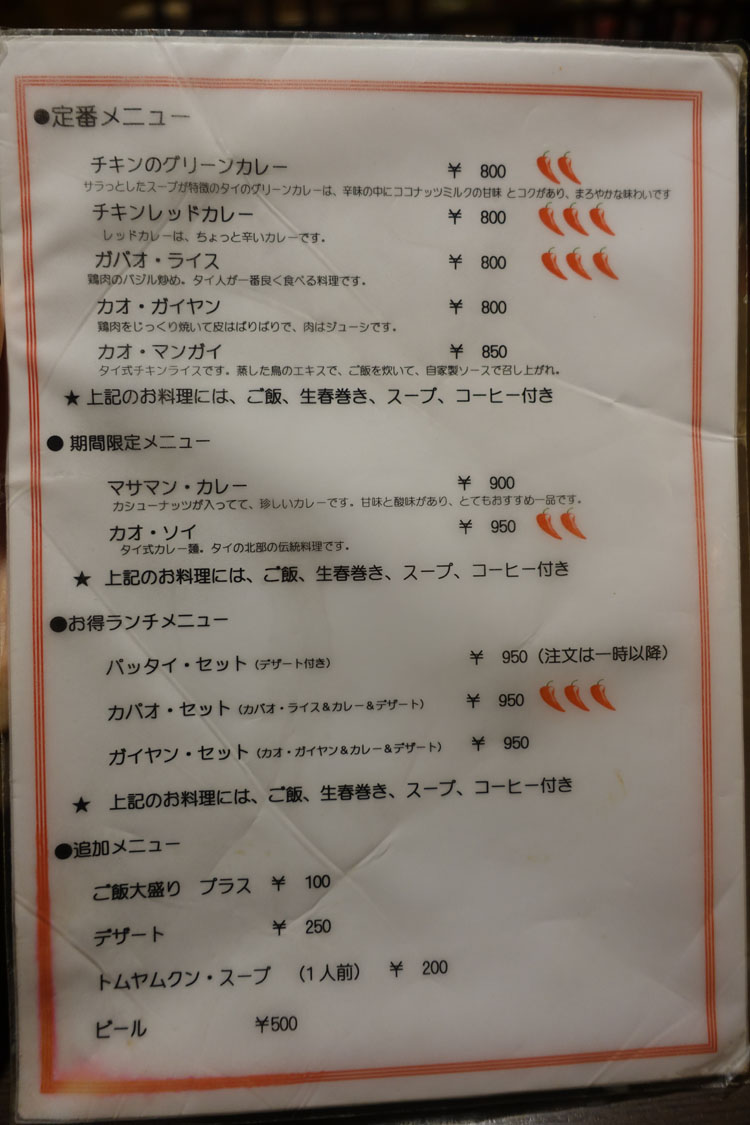 ●定番メニュー
チキンのグリーンカレー ￥ 800
サラっとしたスープが特徴のタイのグリーンカレーは、辛味の中にココナッツミルクの甘味 とコクがあり、まろやかな味わいです
チキンレッドカレー ￥ 800
レッドカレーは、ちょっと辛いカレーです。
ガパオ・ライス ￥ 800
鶏肉のバジル炒め。タイ人が一番良く食べる料理です。
カオ・ガイヤン ￥ 800
鶏肉をじっくり焼いて皮はぱりぱりで、肉はジューシです。
カオ・マンガイ ￥ 850
タイ式チキンライスです。蒸した鳥のエキスで、ご飯を炊いて、自家製ソースで召し上がれ。
★上記のお料理には、ご飯、生春巻き、スープ、コーヒー付き
● 期間限定メニュー
マサマン・カレー ￥ 900
カシューナッツが入ってて、珍しいカレーです。甘味と酸味があり、とてもおすすめ一品です。
カオ・ソイ ￥ 950
タイ式カレー麺。タイの北部の伝統料理です。
★ 上記のお料理には、ご飯、生春巻き、スープ、コーヒー付き
●お得ランチメニュー
パッタイ・セット（デザート付き） ￥ 950（注文は一時以降）
カパオ・セット（カパオ・ライス＆カレー＆デザート） ￥ 950
ガイヤン・セット（カオ・ガイヤン＆カレー＆デザート） ￥ 950
★ 上記のお料理には、ご飯、生春巻き、スープ、コーヒー付き
●追加メニュー
ご飯大盛り プラス ￥ 100
デザート ￥ 250
トムヤムクン・スープ （1人前） ￥ 200
ビール ￥500